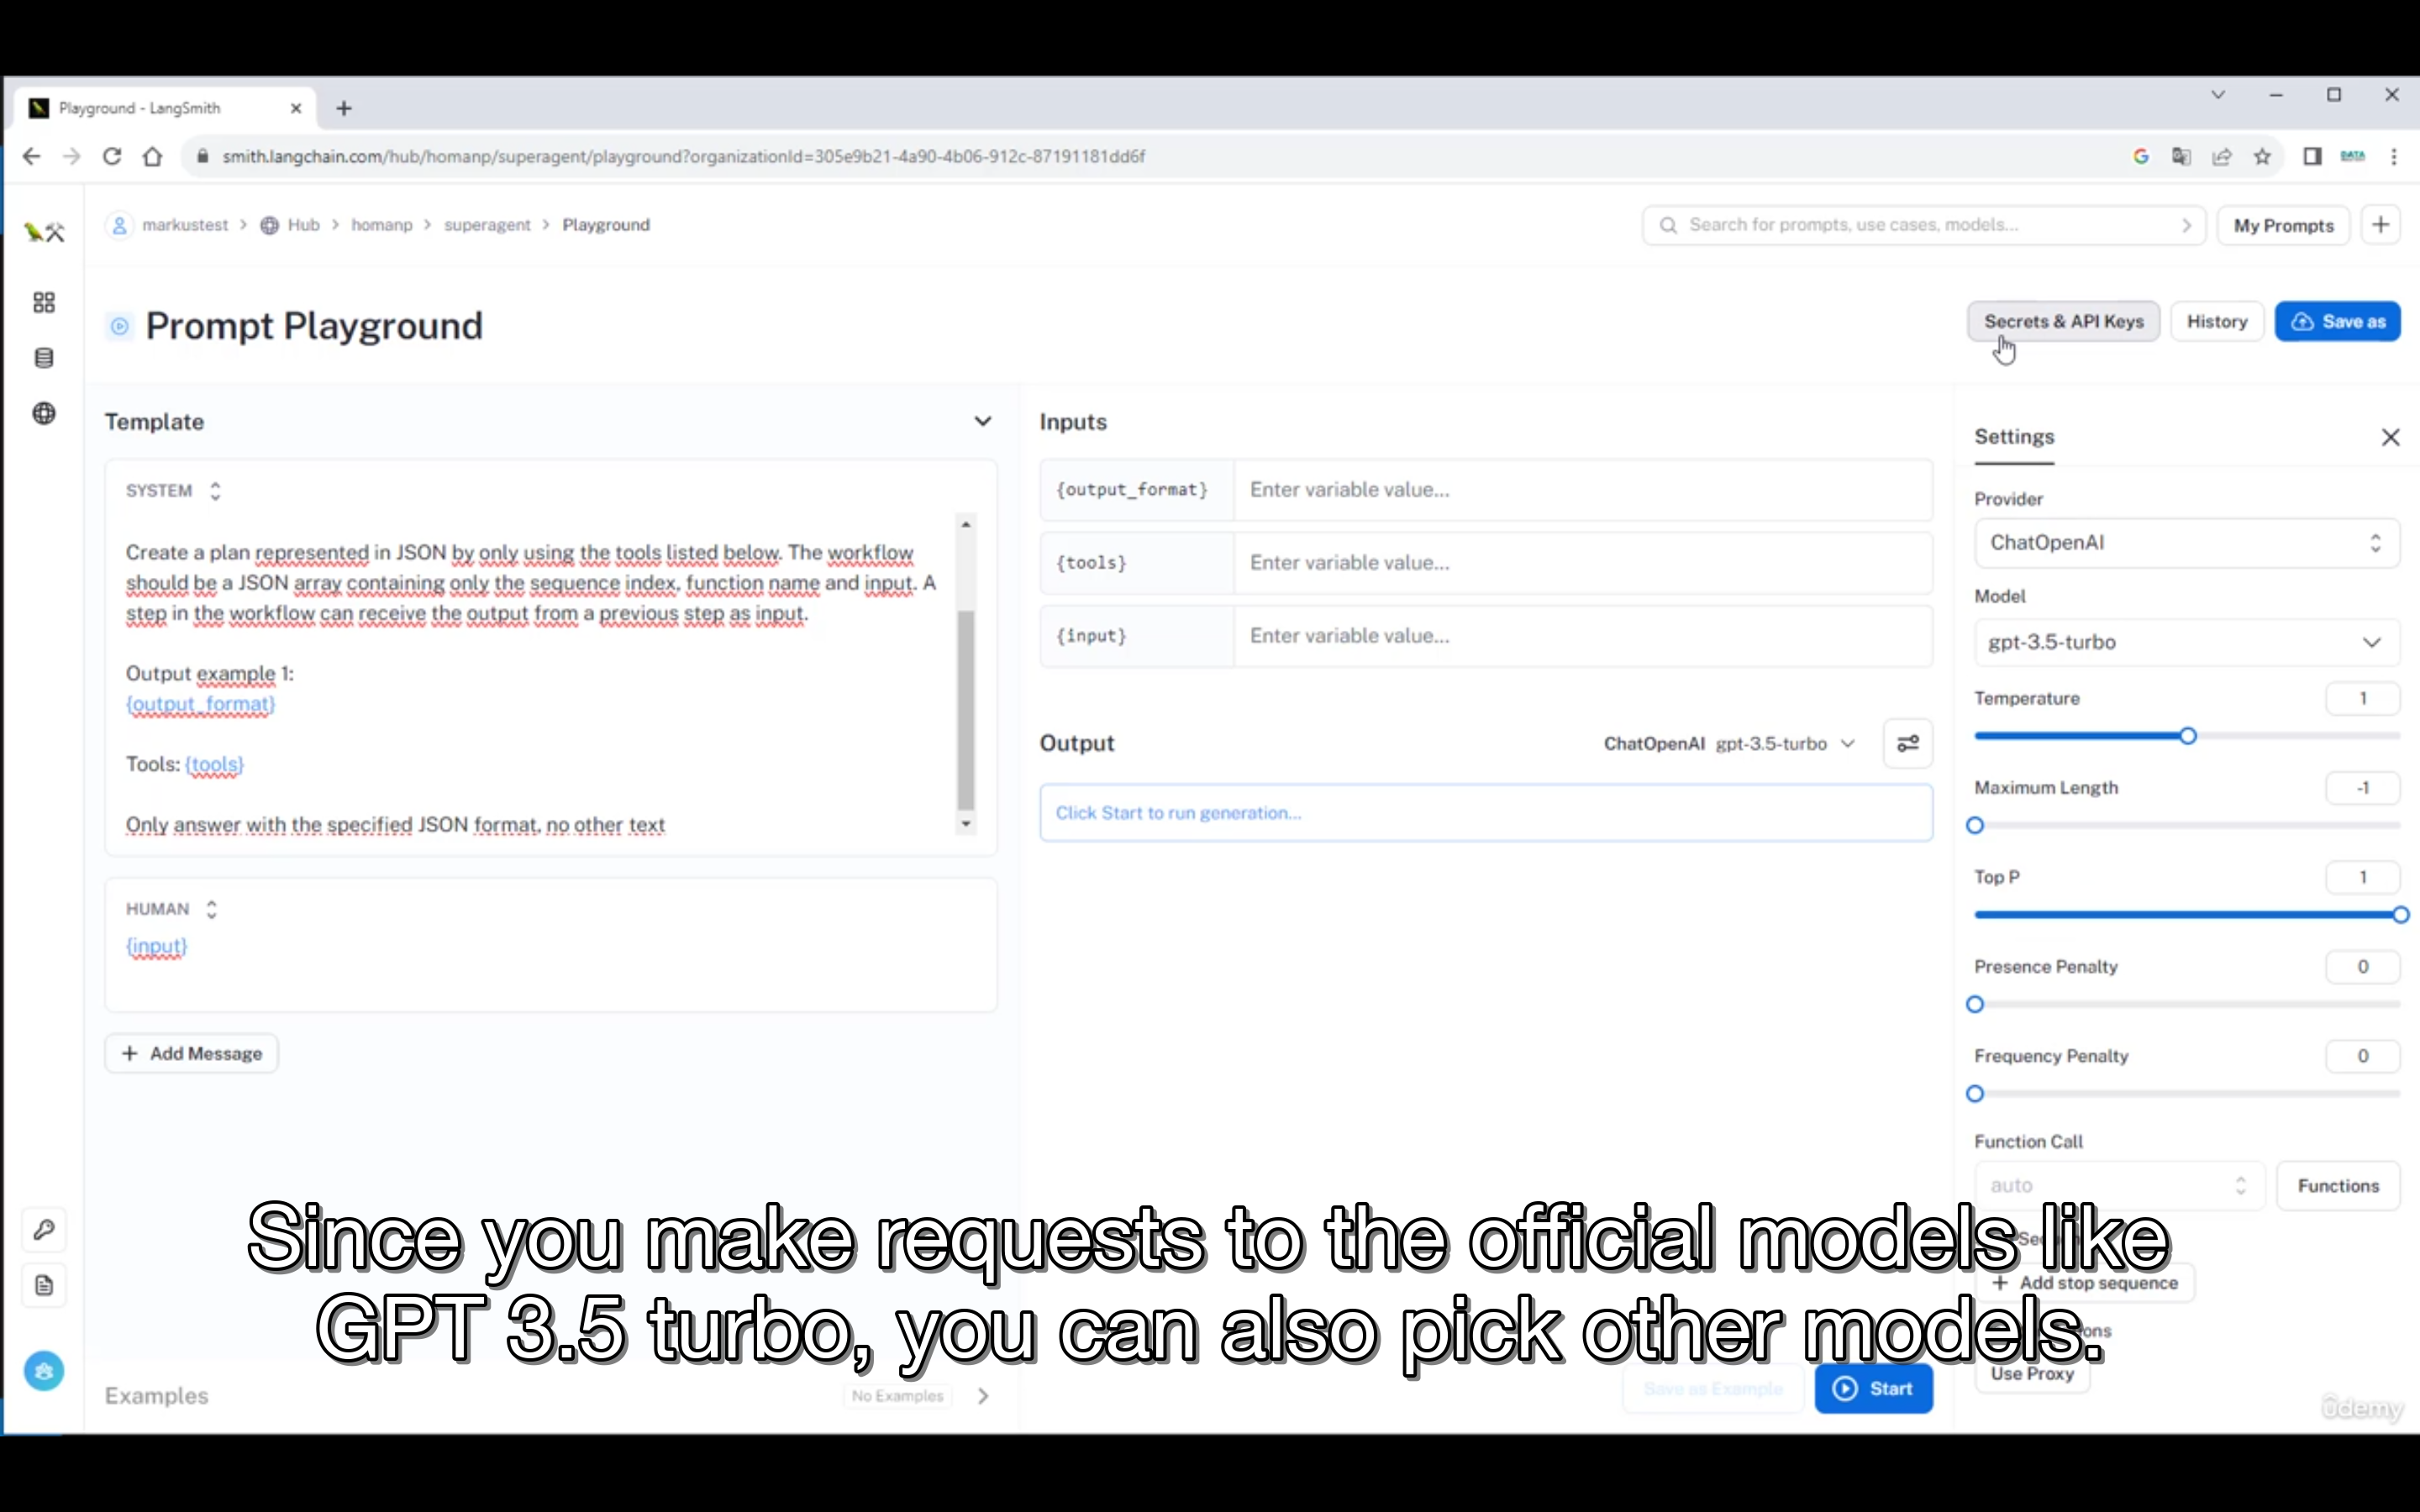 Playground - LangSmith
smith.langchain.com/hub/homanp/superagent/playground?organizationId=305e9b21-4a90-4b06-912c-87191181dd6f
DATA
markustest > Hub > homanp > superagent > Playground
Search for prompts, use cases, models...
My Prompts
Prompt Playground
Secrets & API Keys
History
Save as
Template
SYSTEM
Create a plan represented in JSON by only using the tools listed below. The workflow
should be a JSON array containing only the sequence index, function name and input. A
step in the workflow can receive the output from a previous step as input.
Output example 1:
{output_format}
Tools: {tools}
Only answer with the specified JSON format, no other text
HUMAN
{input}
+ Add Message
Examples
No Examples
Inputs
{output_format} Enter variable value...
{tools} Enter variable value...
{input} Enter variable value...
Output
ChatOpenAI gpt-3.5-turbo
Click Start to run generation...
Save as Example
Start
Settings
Provider
ChatOpenAI
Model
gpt-3.5-turbo
Temperature 1
Maximum Length -1
Top P 1
Presence Penalty 0
Frequency Penalty 0
Function Call
auto
Functions
+ Add stop sequence
Use Proxy
Since you make requests to the official models like
GPT 3.5 turbo, you can also pick other models.
ûdemy